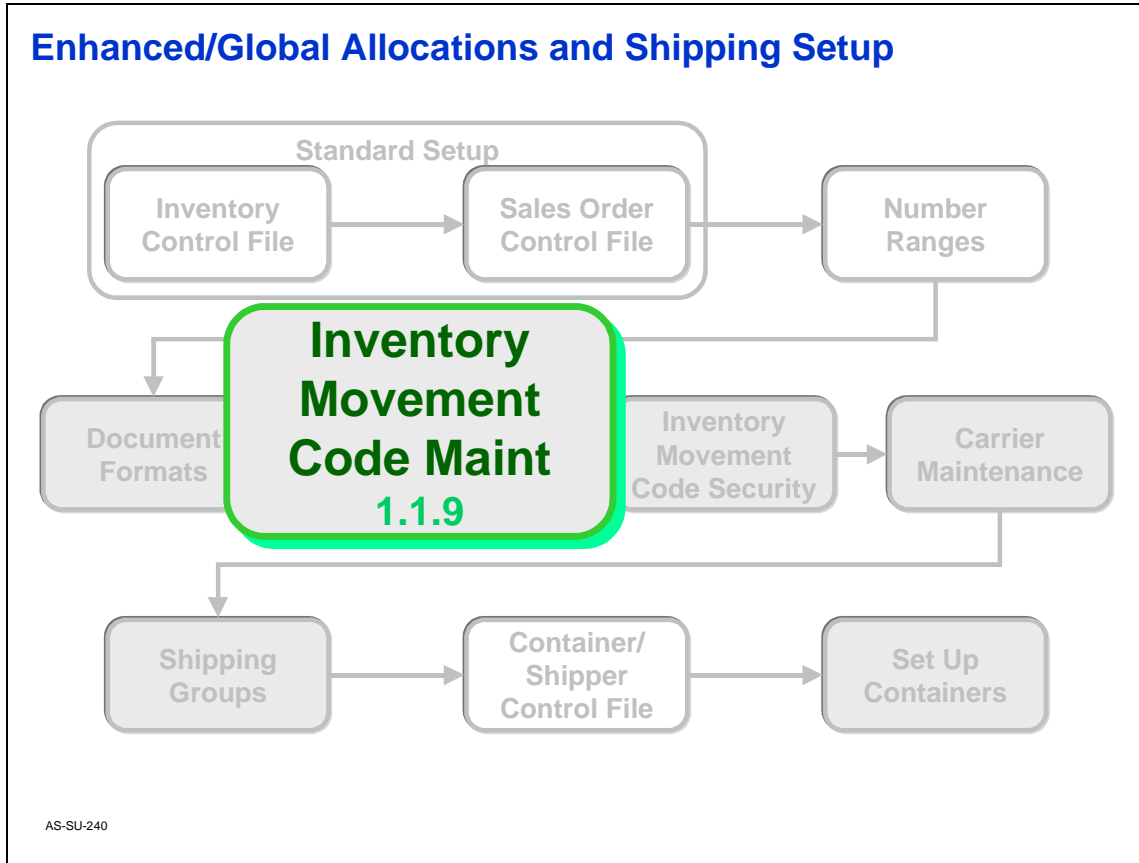 Enhanced/Global Allocations and Shipping Setup
Standard Setup
Inventory
Control File
Sales Order
Control File
Number
Ranges
Document
Formats
Inventory
Movement
Code Maint
1.1.9
Inventory
Movement
Code Security
Carrier
Maintenance
Shipping
Groups
Container/
Shipper
Control File
Set Up
Containers
AS-SU-240